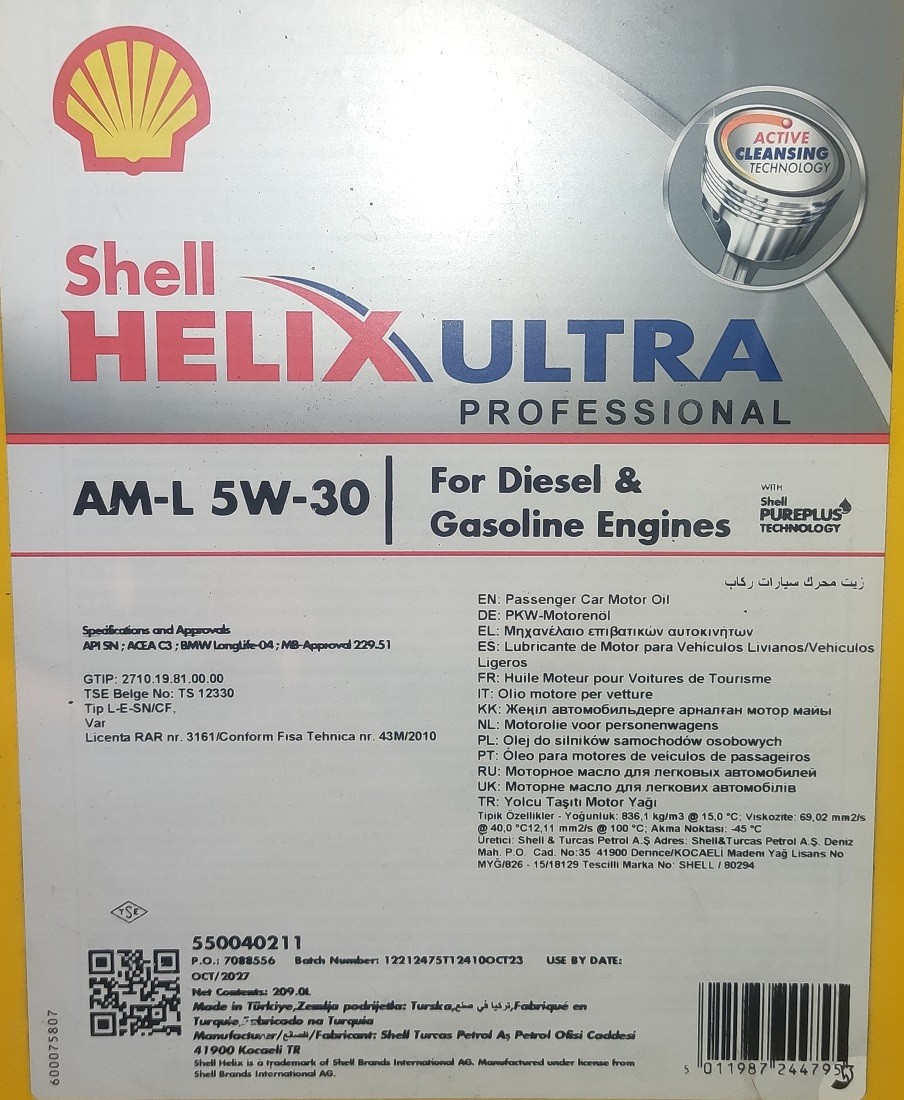 ACTIVE
CLEANSING
TECHNOLOGY
Shell
HELIX ULTRA
PROFESSIONAL
AM-L 5W-30
For Diesel &
Gasoline Engines
WITH
Shell
PUREPLUS
TECHNOLOGY
Specifications and Approvals
API SN ; ACEA C3 ; BMW LongLife-04 ; MB-Approval 229.51
GTIP: 2710.19.81.00.00
TSE Belge No: TS 12330
Tip L-E-SN/CF,
Var
Licenta RAR nr. 3161/Conform Fısa Tehnica nr. 43M/2010
زيت محرك سيارات ركاب
EN: Passenger Car Motor Oil
DE: PKW-Motorenöl
EL: Μηχανέλαιο επιβατικών αυτοκινήτων
ES: Lubricante de Motor para Vehículos Livianos/Vehículos
Ligeros
FR: Huile Moteur pour Voitures de Tourisme
IT: Olio motore per vetture
KK: Жеңіл автомобильдерге арналған мотор майы
NL: Motorolie voor personenwagens
PL: Olej do silników samochodów osobowych
PT: Óleo para motores de veiculos de passageiros
RU: Моторное масло для легковых автомобилей
UK: Моторне масло для легкових автомобілів
TR: Yolcu Taşıtı Motor Yağı
Tipik Özellikler - Yoğunluk: 836,1 kg/m3 @ 15,0 °C; Viskozite: 69,02 mm2/s
@ 40,0 °C12,11 mm2/s @ 100 °C; Akma Noktası: -45 °C
Üretici: Shell & Turcas Petrol A.Ş Adres: Shell&Turcas Petrol A.Ş. Deniz
Mah. P.O. Cad. No:35 41900 Derince/KOCAELİ Madeni Yağ Lisans No
MYĞ/826 - 15/18129 Tescilli Marka No: SHELL / 80294
TSE
550040211
P.O.: 7088556 Batch Number: 12212475T12410OCT23 USE BY DATE:
OCT/2027
Net Contents: 209.0L
Made in Türkiye,Zemlja podrijetla: Turska,تركيا في صنع,Fabriqué en
Turquie, Fabricado na Turquia
Manufacturer/المصنع/Fabricant: Shell Turcas Petrol Aş Petrol Ofisi Caddesi
41900 Kocaeli TR
Shell Helix is a trademark of Shell Brands International AG. Manufactured under license from
Shell Brands International AG.
600075807
5 011987 244795